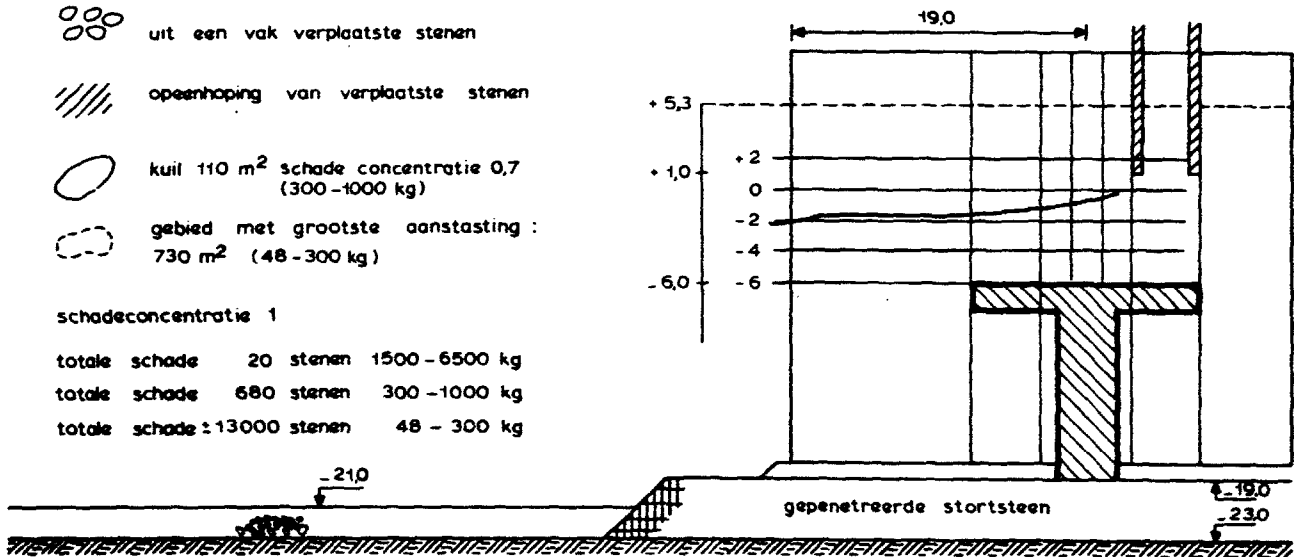 uit een vak verplaatste stenen
opeenhoping van verplaatste stenen
kuil 110 m² schade concentratie 0,7
(300-1000 kg)
gebied met grootste aanstasting :
730 m² (48-300 kg)
schadeconcentratie 1
totale schade 20 stenen 1500-6500 kg
totale schade 680 stenen 300-1000 kg
totale schade ± 13000 stenen 48 - 300 kg
19,0
+ 5,3
+ 2
+ 1,0
0
- 2
- 4
- 6,0
- 6
-21,0
gepenetreerde stortsteen
-19,0
-23,0